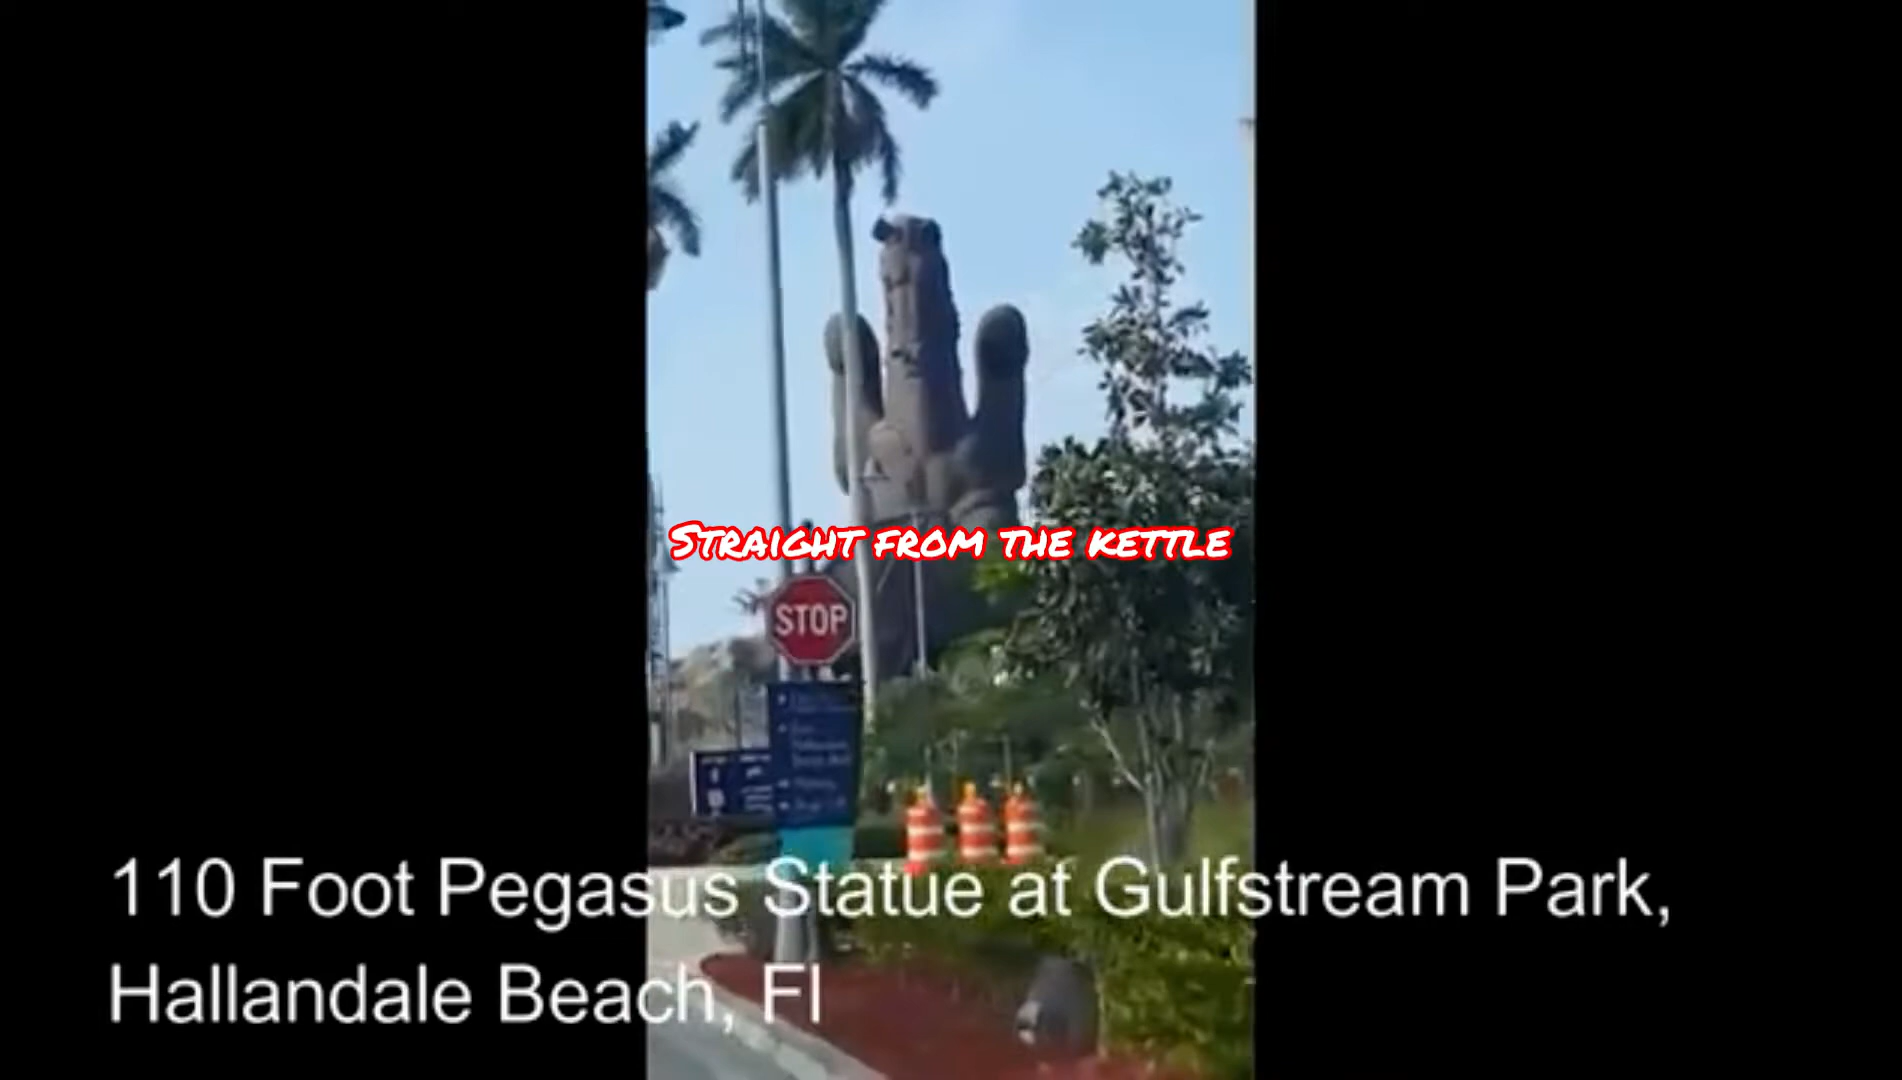 Straight from the kettle
STOP
110 Foot Pegasus Statue at Gulfstream Park,
Hallandale Beach, Fl